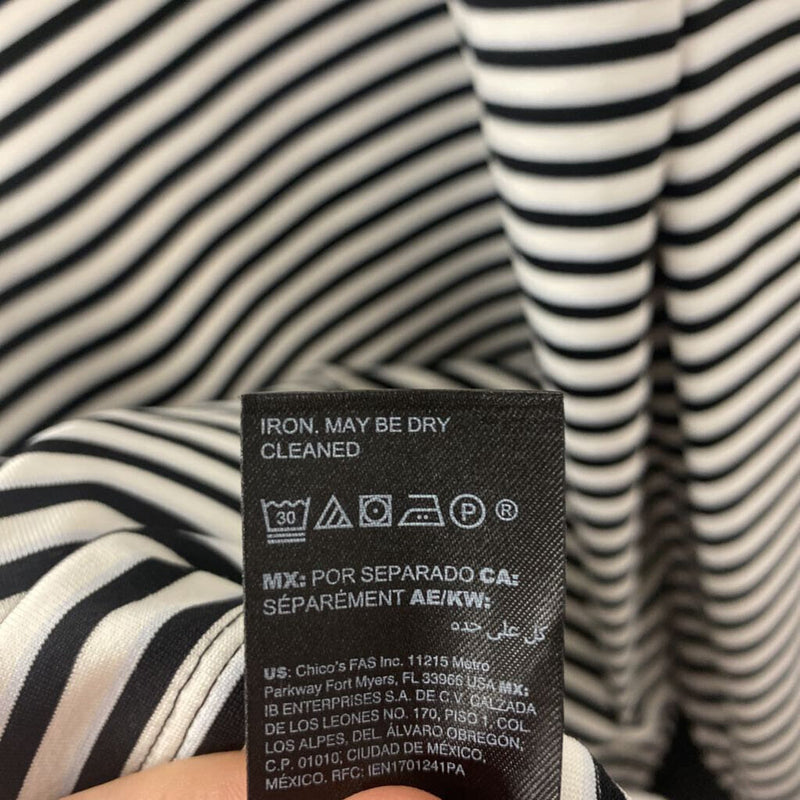 IRON. MAY BE DRY
CLEANED
30 P ®
MX: POR SEPARADO CA:
SÉPARÉMENT AE/KW:
كل على حده
US: Chico's FAS Inc. 11215 Metro
Parkway Fort Myers, FL 33966 USA MX:
IB ENTERPRISES S.A. DE C.V. CALZADA
DE LOS LEONES NO. 170, PISO 1, COL.
LOS ALPES, DEL. ÁLVARO OBREGÓN,
C.P. 01010, CIUDAD DE MÉXICO,
MÉXICO. RFC: IEN1701241PA